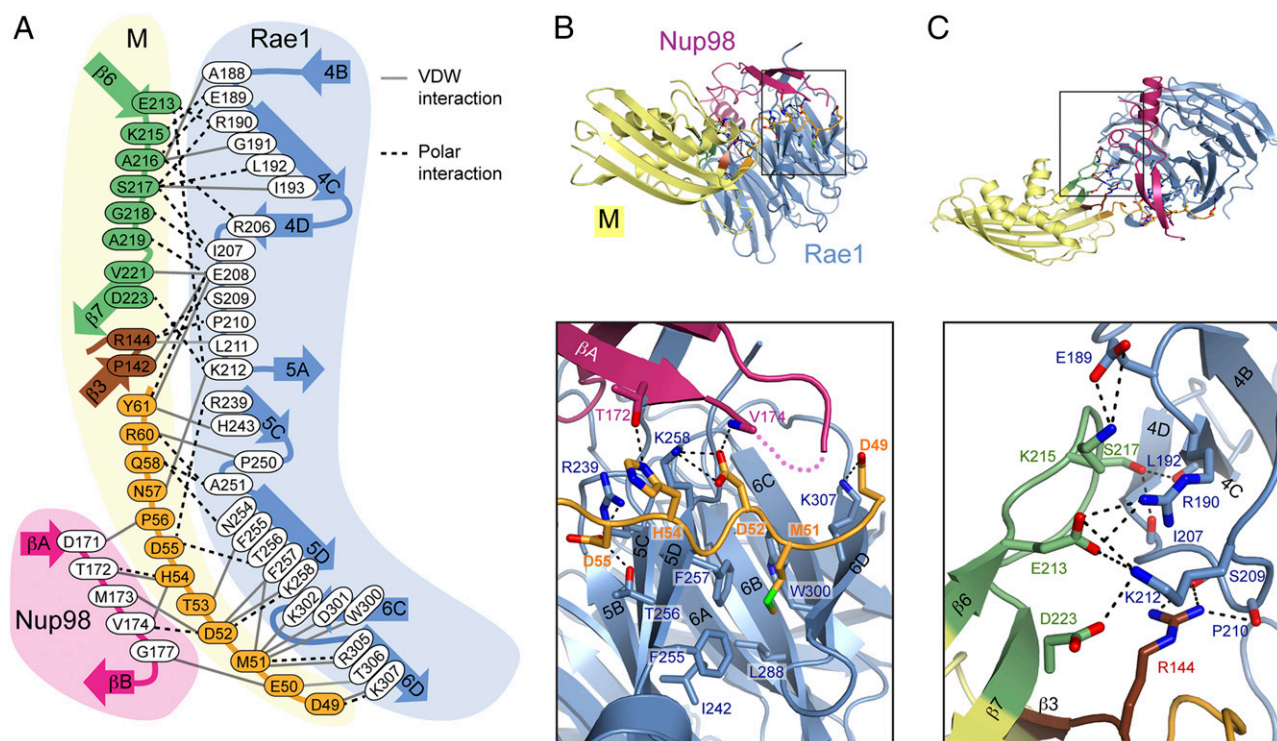 A
M
Rae1
VDW
interaction
Polar
interaction
β6
E213
K215
A216
S217
G218
A219
V221
D223
β7
R144
P142
β3
Y61
R60
Q58
N57
P56
D55
H54
T53
D52
M51
E50
D49
A188
4B
E189
R190
G191
L192
I193
4C
R206
4D
I207
E208
S209
P210
L211
K212
5A
R239
H243
5C
P250
A251
N254
F255
T256
F257
K258
5D
K302
D301
W300
6C
R305
T306
K307
6D
βA
D171
T172
M173
V174
G177
Nup98
βB
B
Nup98
M
Rae1
βA
T172
V174
D49
K258
R239
6C
K307
D55
H54
D52
M51
5C
5D
6D
F257
6B
W300
5B
T256
6A
F255
L288
I242
C
E189
4B
K215
S217
4D
L192
4C
R190
I207
E213
S209
β6
K212
D223
P210
R144
β7
β3